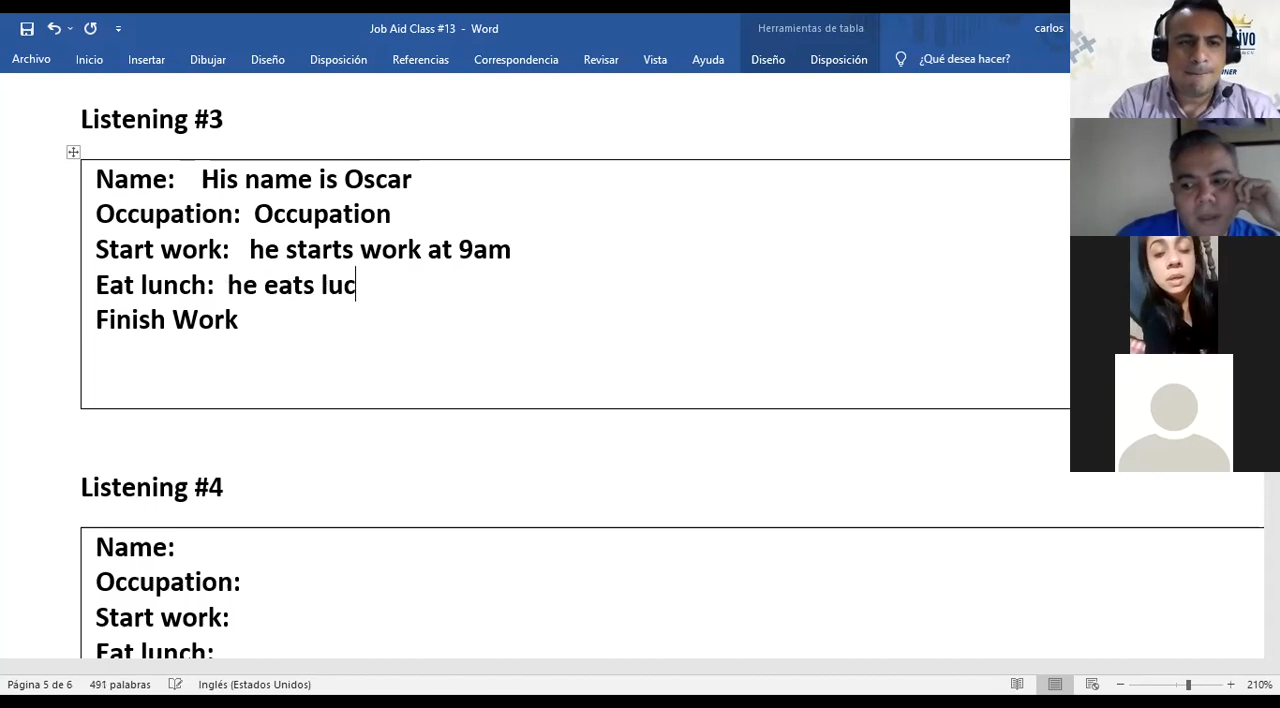 Job Aid Class #13 - Word
Herramientas de tabla
carlos
Archivo Inicio Insertar Dibujar Diseño Disposición Referencias Correspondencia Revisar Vista Ayuda Diseño Disposición ¿Qué desea hacer?
Listening #3
Name: His name is Oscar
Occupation: Occupation
Start work: he starts work at 9am
Eat lunch: he eats luc
Finish Work
Listening #4
Name:
Occupation:
Start work:
Eat lunch:
Página 5 de 6 491 palabras Inglés (Estados Unidos) 210%